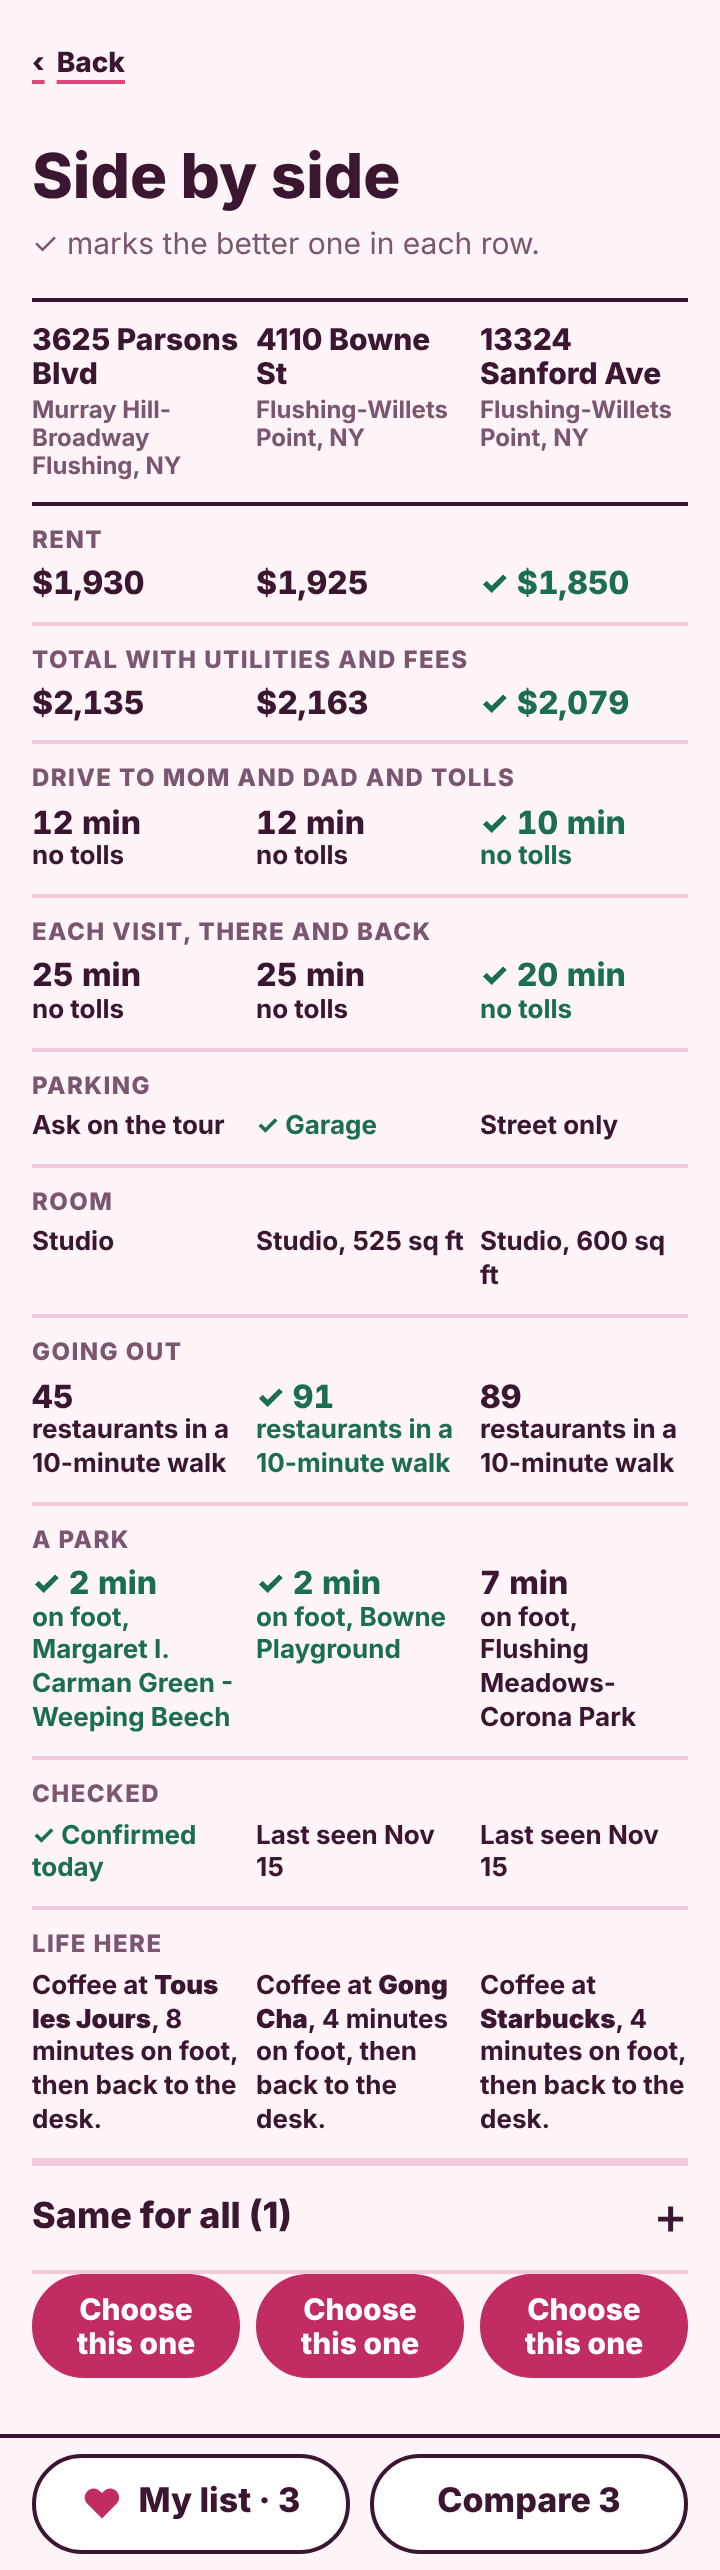 ‹ Back
Side by side
✓ marks the better one in each row.
3625 Parsons Blvd
Murray Hill-Broadway Flushing, NY
4110 Bowne St
Flushing-Willets Point, NY
13324 Sanford Ave
Flushing-Willets Point, NY
RENT
$1,930 $1,925 ✓ $1,850
TOTAL WITH UTILITIES AND FEES
$2,135 $2,163 ✓ $2,079
DRIVE TO MOM AND DAD AND TOLLS
12 min 12 min ✓ 10 min
no tolls no tolls no tolls
EACH VISIT, THERE AND BACK
25 min 25 min ✓ 20 min
no tolls no tolls no tolls
PARKING
Ask on the tour ✓ Garage Street only
ROOM
Studio
Studio, 525 sq ft
Studio, 600 sq ft
GOING OUT
45
restaurants in a
10-minute walk
✓ 91
restaurants in a
10-minute walk
89
restaurants in a
10-minute walk
A PARK
✓ 2 min
on foot,
Margaret I.
Carman Green -
Weeping Beech
✓ 2 min
on foot, Bowne
Playground
7 min
on foot,
Flushing
Meadows-
Corona Park
CHECKED
✓ Confirmed
today
Last seen Nov
15
Last seen Nov
15
LIFE HERE
Coffee at Tous
les Jours, 8
minutes on foot,
then back to the
desk.
Coffee at Gong
Cha, 4 minutes
on foot, then
back to the
desk.
Coffee at
Starbucks, 4
minutes on foot,
then back to the
desk.
Same for all (1) +
Choose
this one
Choose
this one
Choose
this one
♥ My list · 3
Compare 3